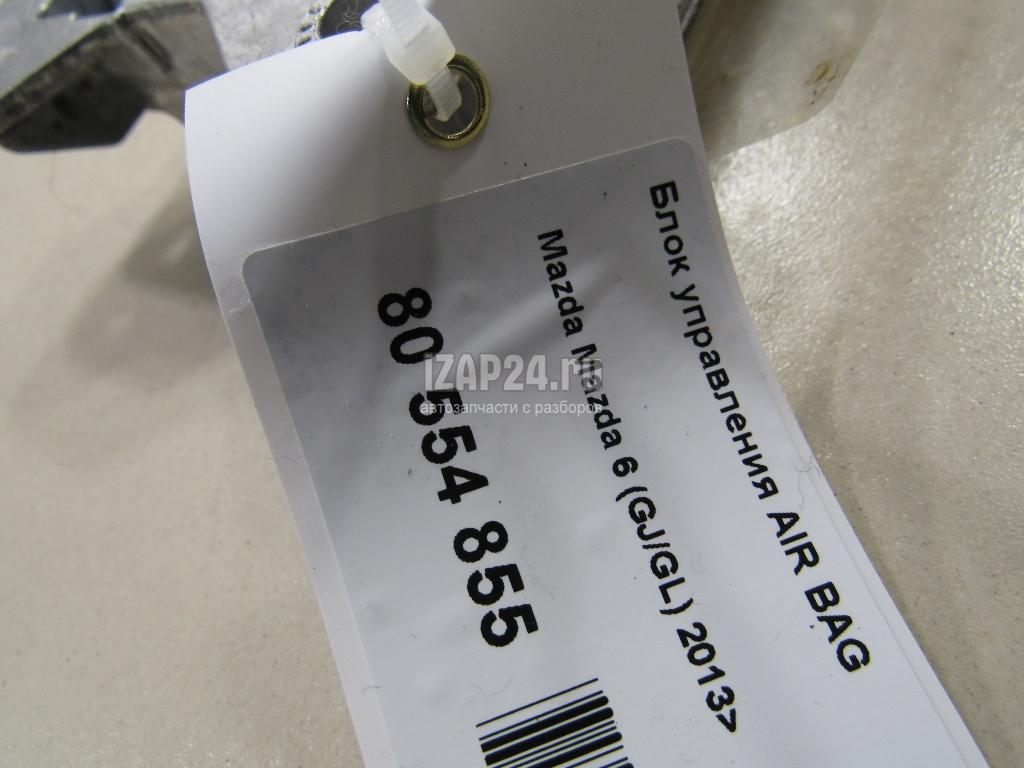 Блок управления AIR BAG
Mazda Mazda 6 (GJ/GL) 2013>
80 554 855
iZAP24.ru
автозапчасти с разборов